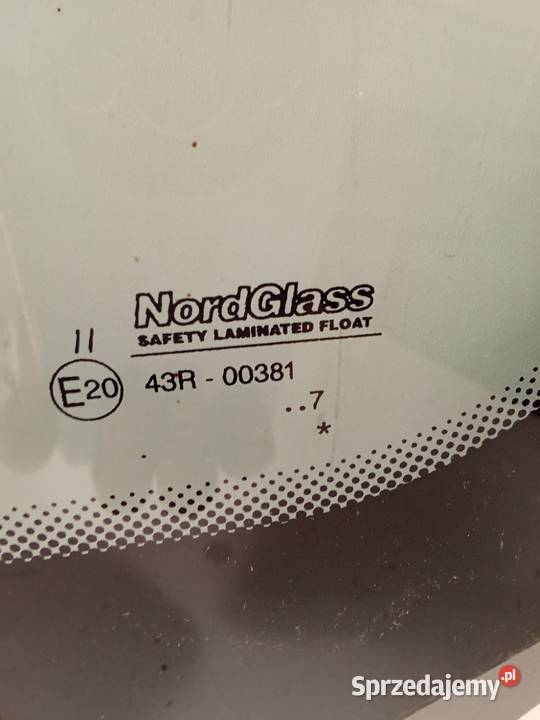 NordGlass
SAFETY LAMINATED FLOAT
II
E20
43R - 00381
..7
*
Sprzedajemy.pl